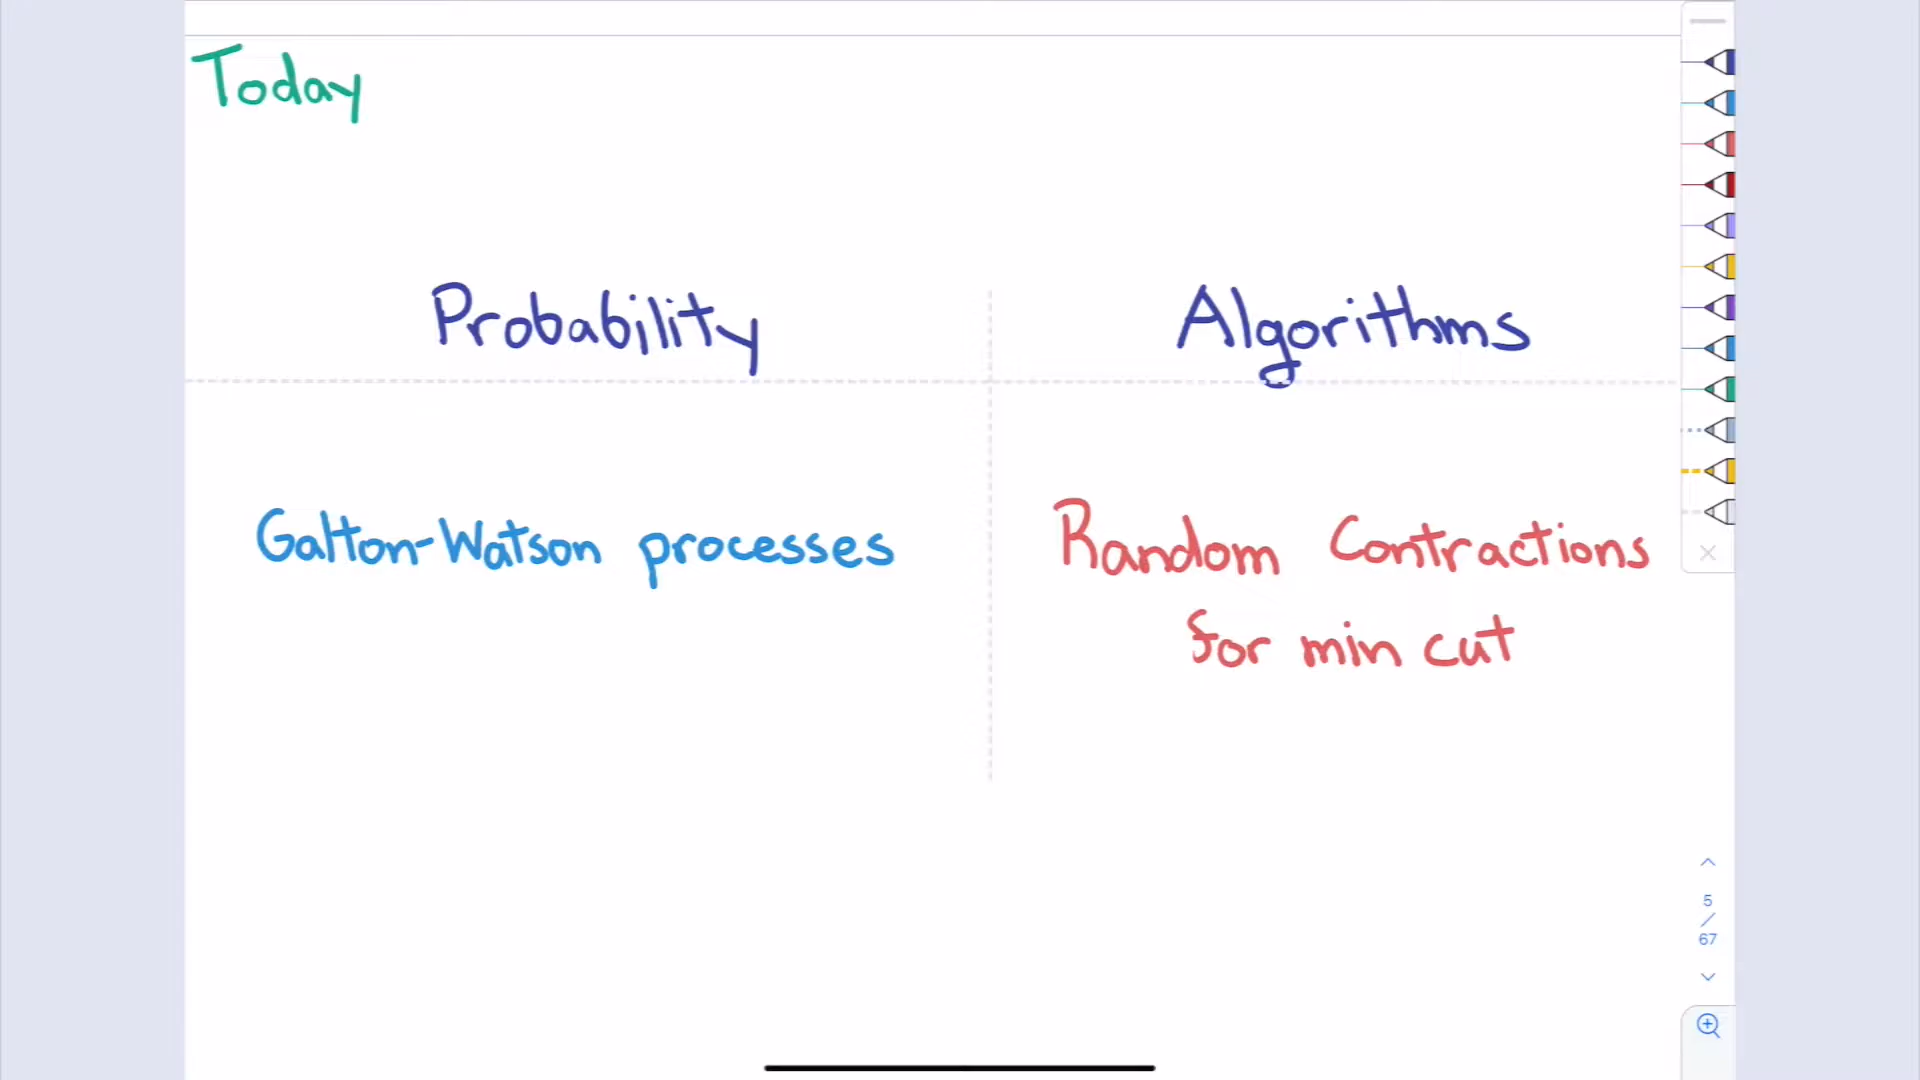 Today
Probability
Algorithms
Galton-Watson processes
Random Contractions
for min cut
5
/
67